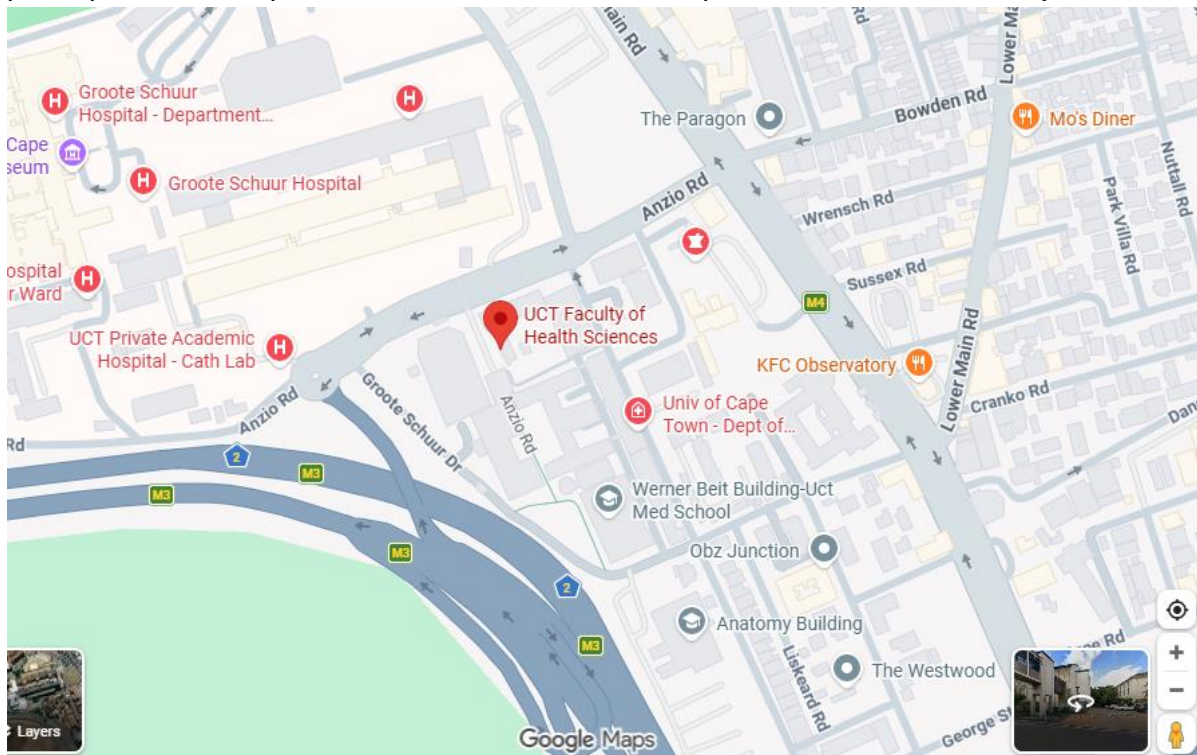 Groote Schuur
Hospital - Department...
Cape
seum
Groote Schuur Hospital
ospital
r Ward
UCT Private Academic
Hospital - Cath Lab
Anzio Rd
Rd
ain Rd
The Paragon
Bowden Rd
Lower Ma
Mo's Diner
Nuttall Rd
Park Villa Rd
Wrensch Rd
Sussex Rd
Anzio Rd
M4
UCT Faculty of
Health Sciences
KFC Observatory
Lower Main Rd
Cranko Rd
Dan
Groote Schuur Dr
Anzio Rd
Univ of Cape
Town - Dept of...
2
M3
M3
M3
2
M3
Werner Beit Building-Uct
Med School
Obz Junction
Anatomy Building
The Westwood
Liskeard Rd
George S
Rd
Layers
Google Maps
H
H
H
H
H